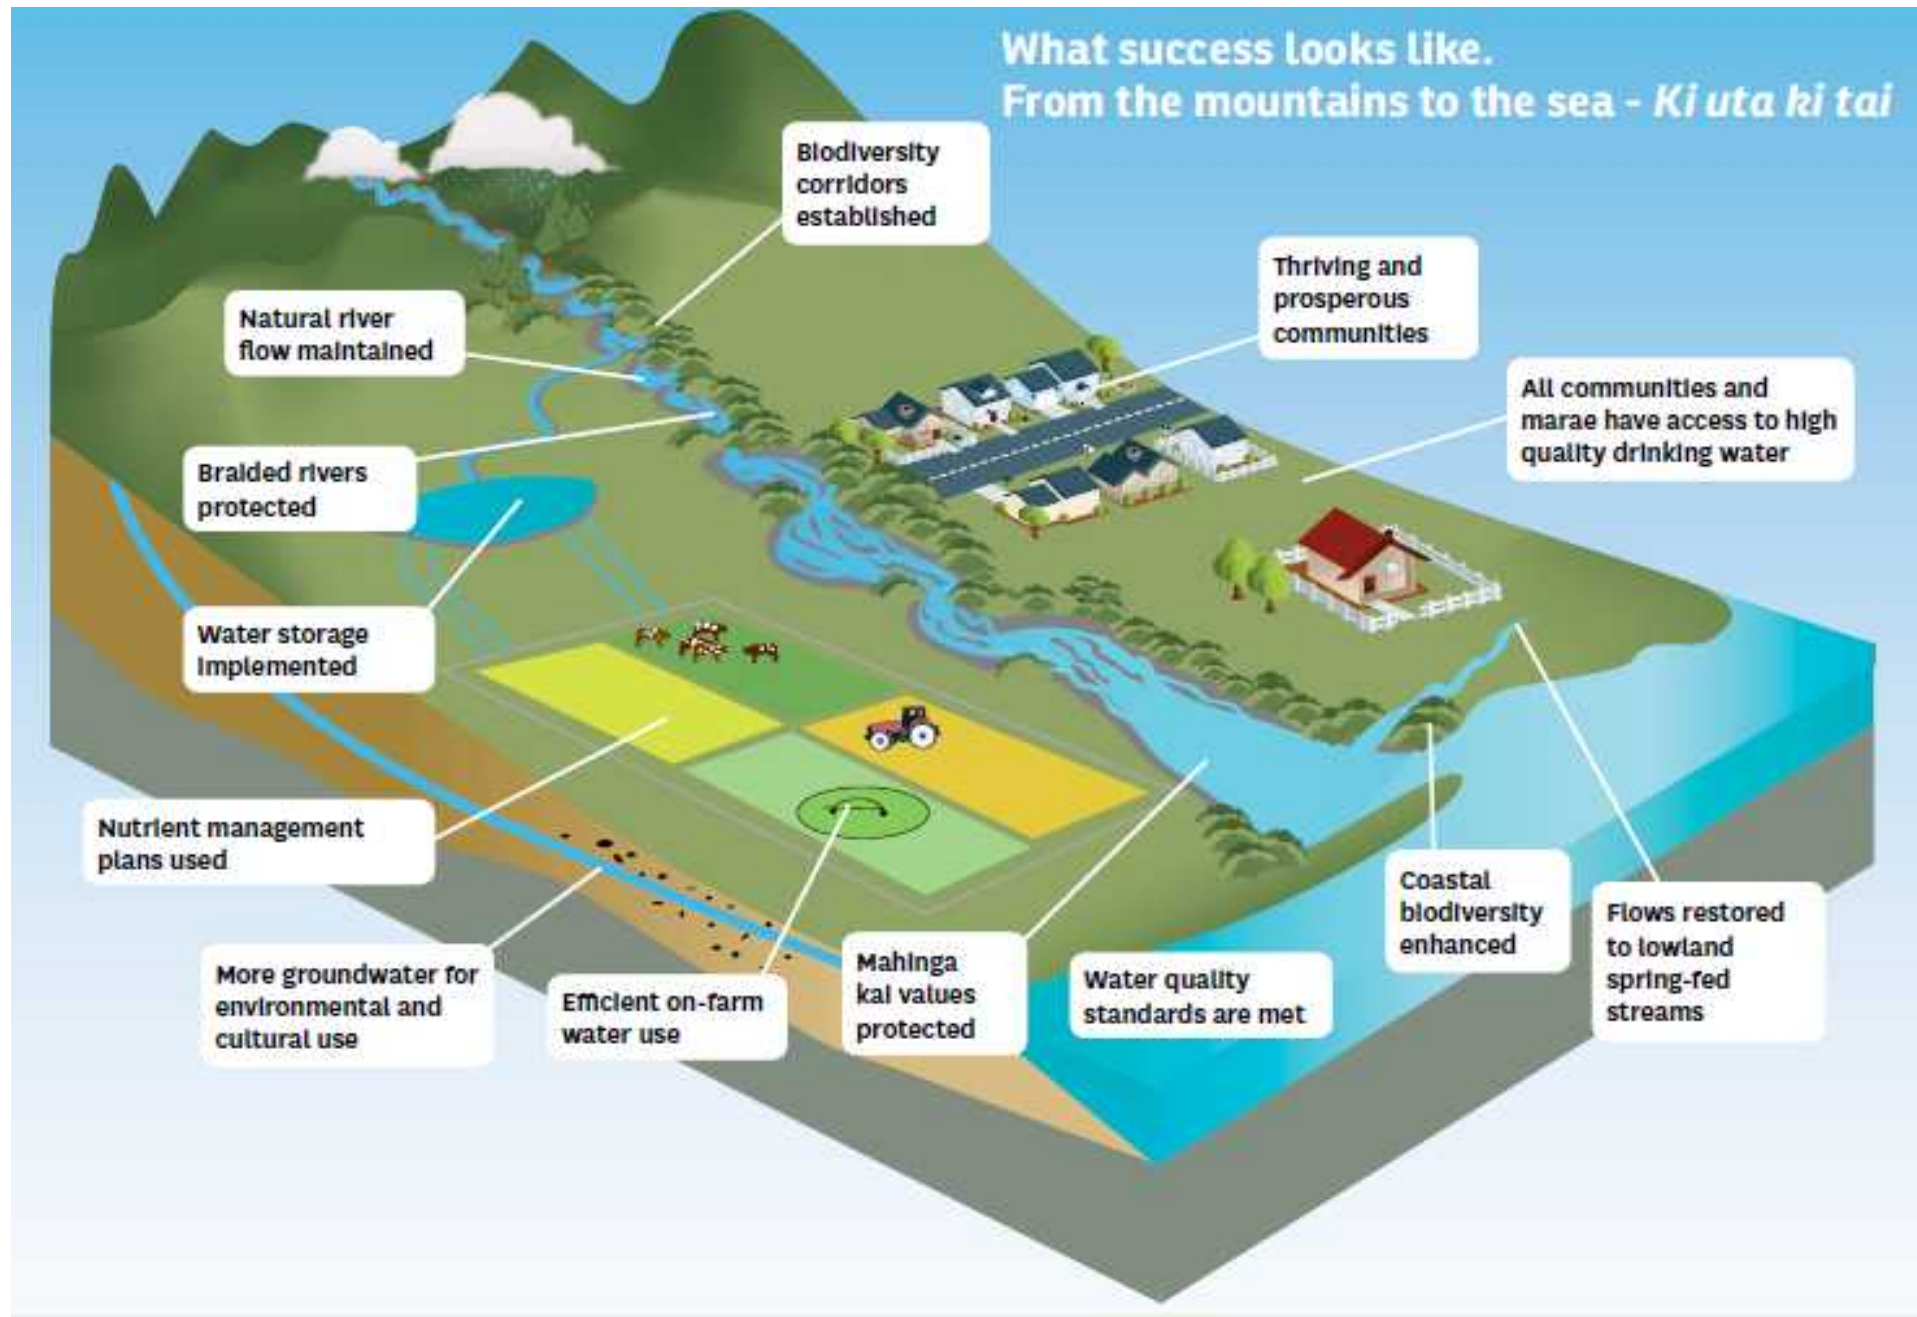 What success looks like.
From the mountains to the sea - Ki uta ki tai
Biodiversity
corridors
established
Thriving and
prosperous
communities
Natural river
flow maintained
All communities and
marae have access to high
quality drinking water
Braided rivers
protected
Water storage
implemented
Nutrient management
plans used
More groundwater for
environmental and
cultural use
Efficient on-farm
water use
Mahinga
kai values
protected
Water quality
standards are met
Coastal
biodiversity
enhanced
Flows restored
to lowland
spring-fed
streams